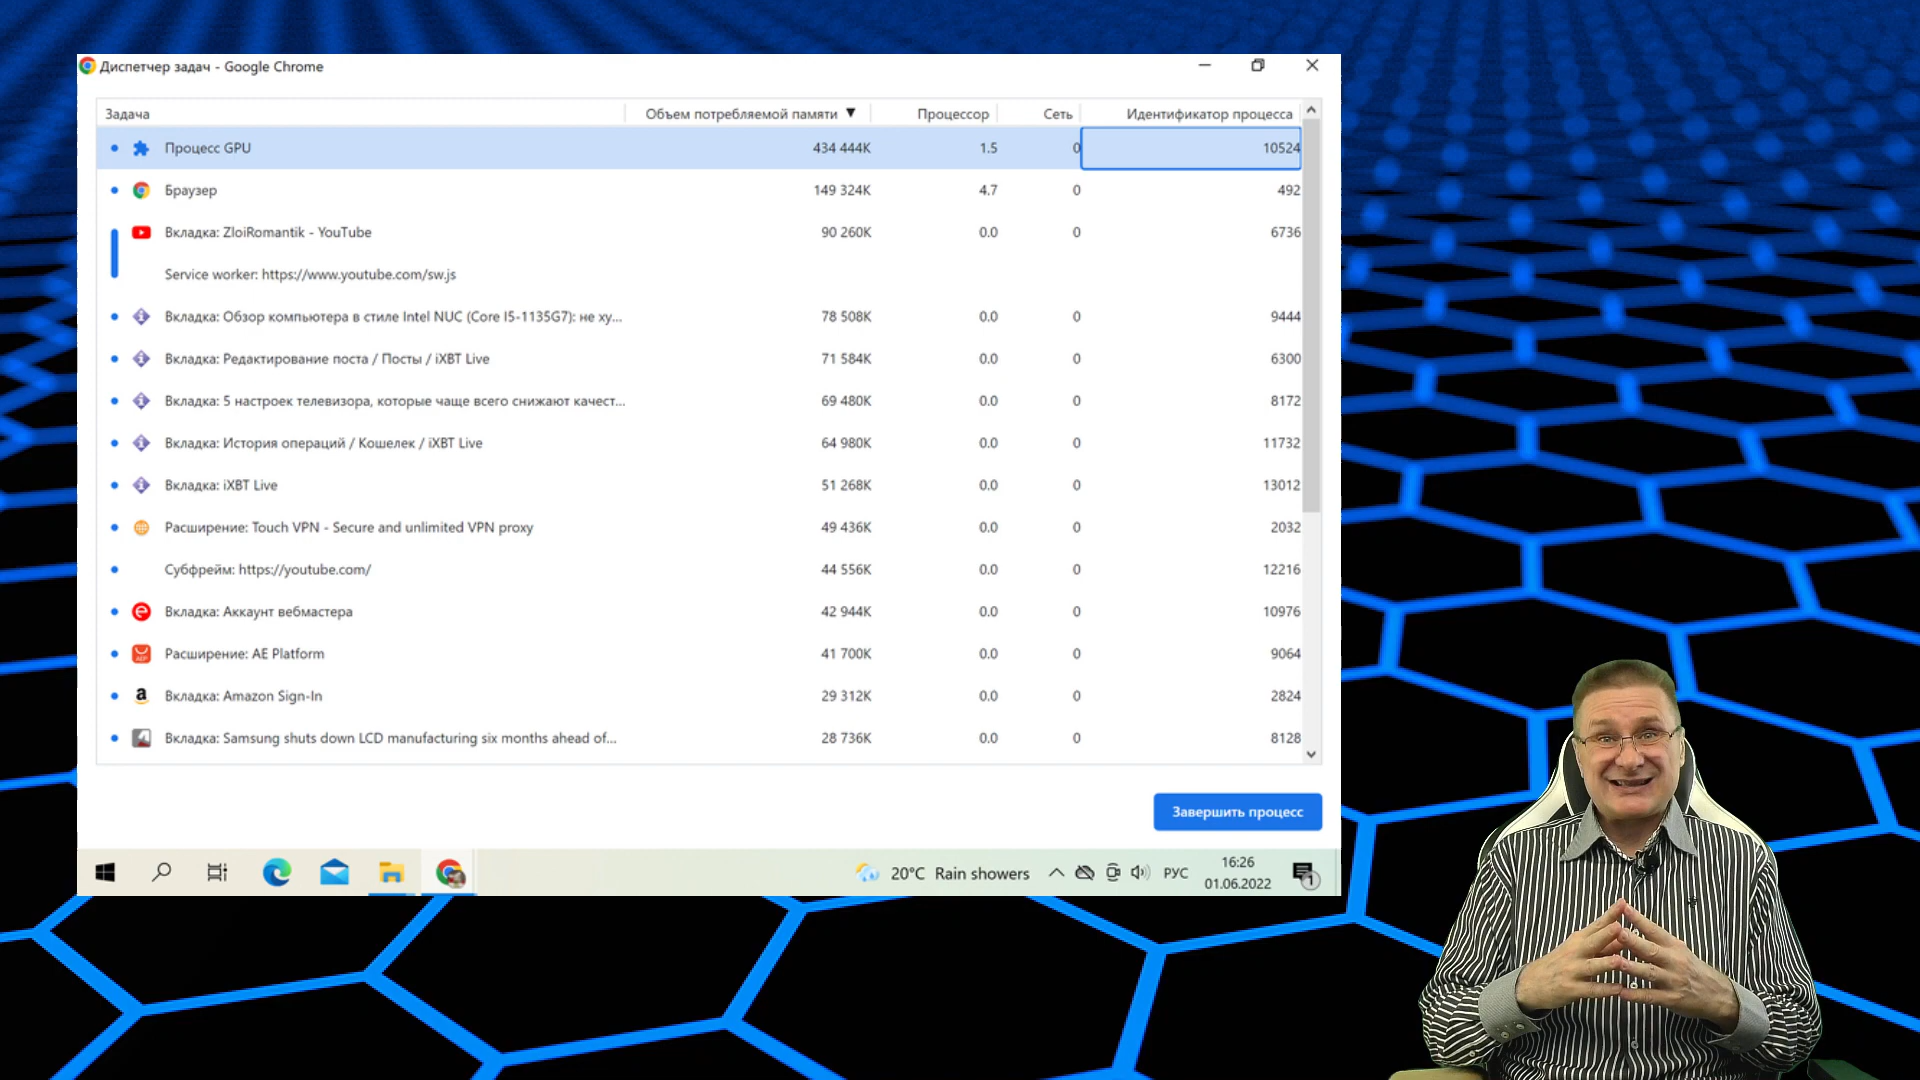 Диспетчер задач - Google Chrome
Задача Объем потребляемой памяти ▼ Процессор Сеть Идентификатор процесса
Процесс GPU 434 444K 1.5 0 10524
Браузер 149 324K 4.7 0 492
Вкладка: ZloiRomantik - YouTube 90 260K 0.0 0 6736
Service worker: https://www.youtube.com/sw.js
Вкладка: Обзор компьютера в стиле Intel NUC (Core I5-1135G7): не ху... 78 508K 0.0 0 9444
Вкладка: Редактирование поста / Посты / iXBT Live 71 584K 0.0 0 6300
Вкладка: 5 настроек телевизора, которые чаще всего снижают качест... 69 480K 0.0 0 8172
Вкладка: История операций / Кошелек / iXBT Live 64 980K 0.0 0 11732
Вкладка: iXBT Live 51 268K 0.0 0 13012
Расширение: Touch VPN - Secure and unlimited VPN proxy 49 436K 0.0 0 2032
Субфрейм: https://youtube.com/ 44 556K 0.0 0 12216
Вкладка: Аккаунт вебмастера 42 944K 0.0 0 10976
Расширение: AE Platform 41 700K 0.0 0 9064
Вкладка: Amazon Sign-In 29 312K 0.0 0 2824
Вкладка: Samsung shuts down LCD manufacturing six months ahead of... 28 736K 0.0 0 8128
Завершить процесс
20°C Rain showers РУС 16:26
01.06.2022 1